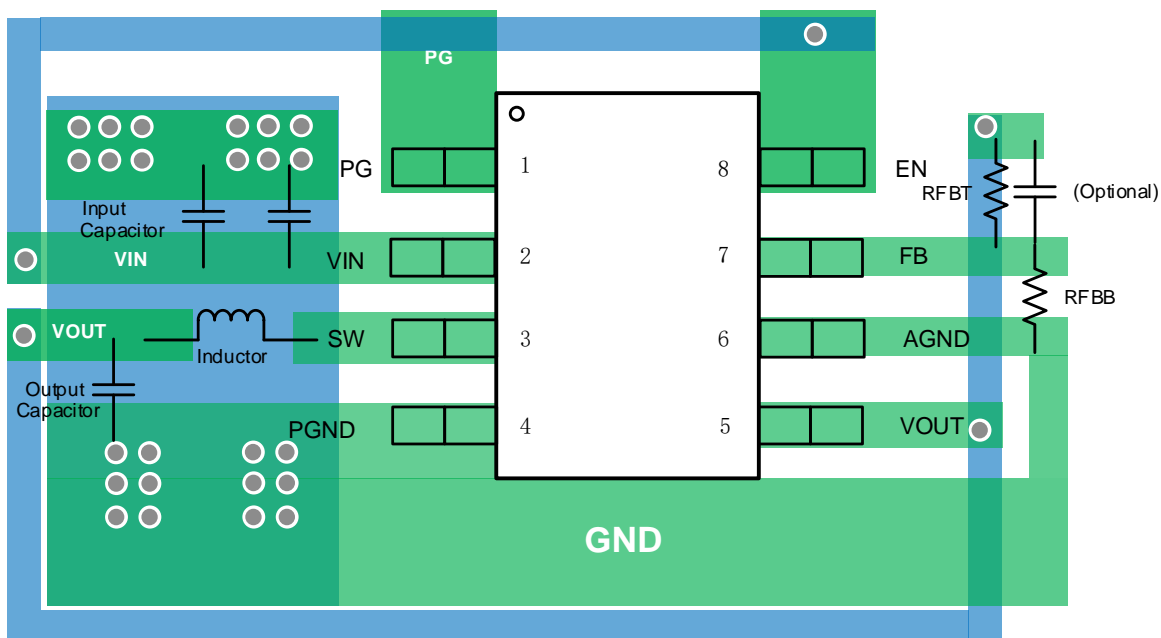 PG
1
8
PG
EN
RFBT
(Optional)
Input
Capacitor
VIN
VIN
2
7
FB
RFBB
VOUT
SW
3
6
AGND
Inductor
Output
Capacitor
PGND
4
5
VOUT
GND